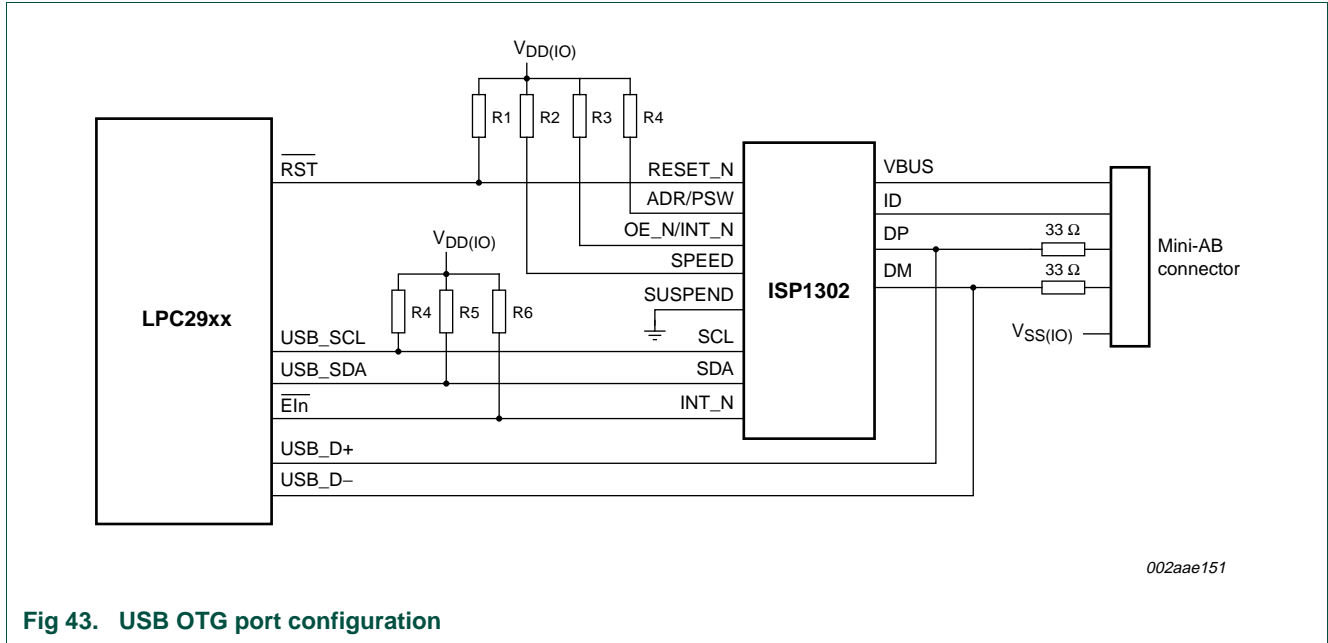 VDD(IO)
R1 R2 R3 R4
RST
RESET_N
ADR/PSW
OE_N/INT_N
SPEED
SUSPEND
VDD(IO)
R4 R5 R6
LPC29xx
USB_SCL
SCL
USB_SDA
SDA
EIn
INT_N
USB_D+
USB_D−
ISP1302
VBUS
ID
DP
33 Ω
DM
33 Ω
VSS(IO)
Mini-AB
connector
002aae151
Fig 43. USB OTG port configuration